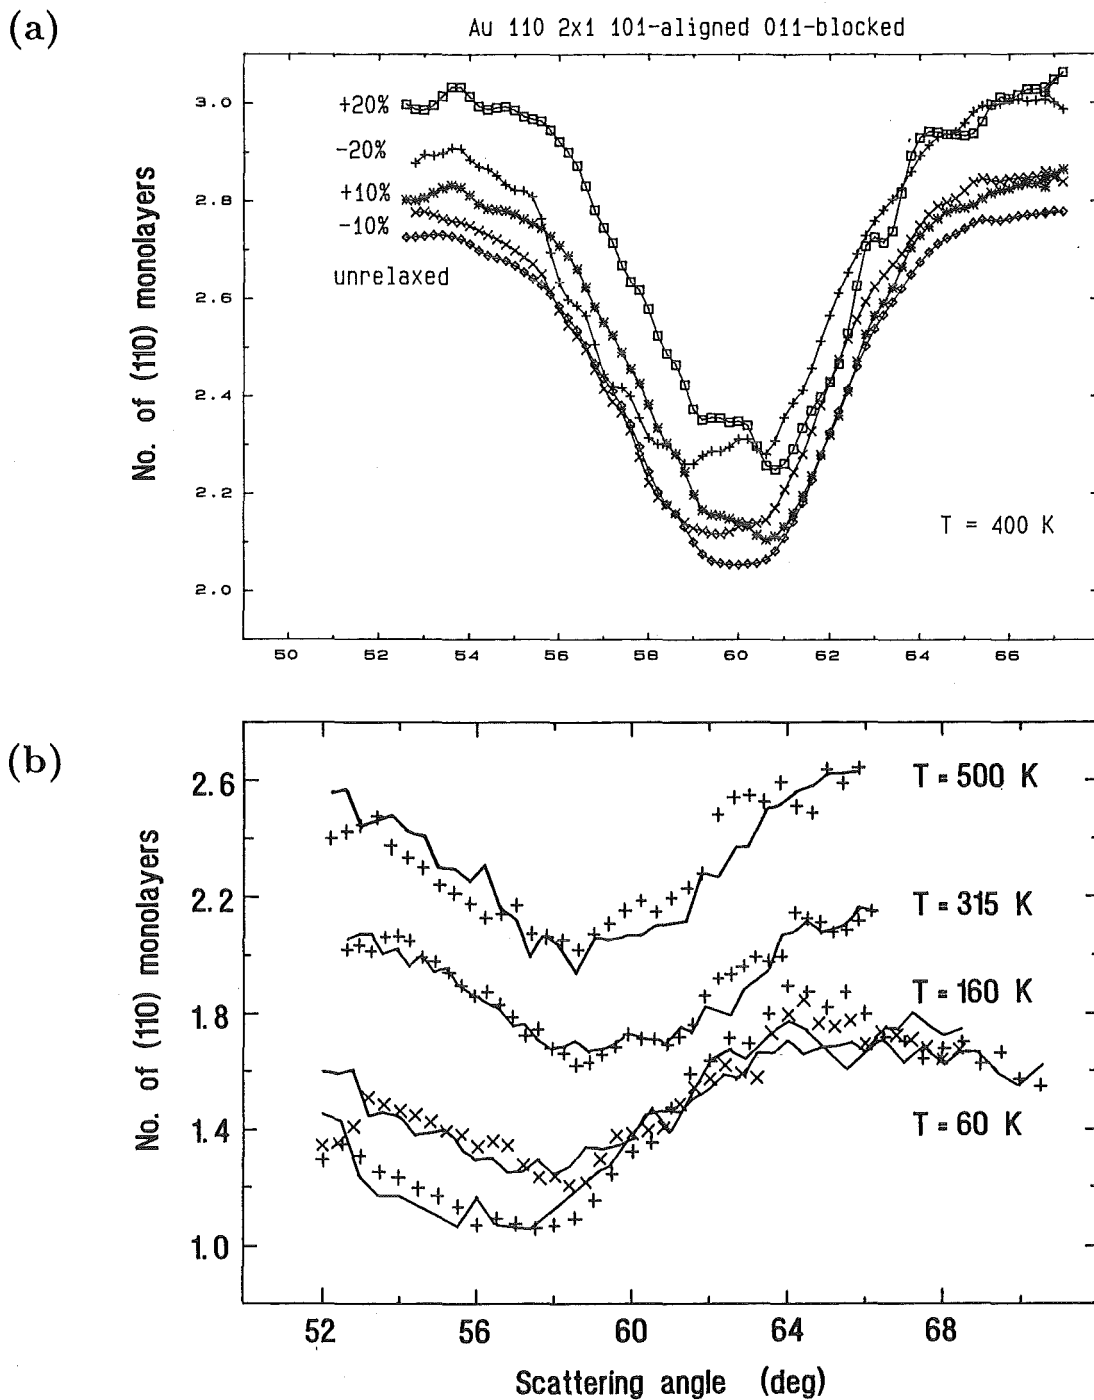 (a)
Au 110 2x1 101-aligned 011-blocked
No. of (110) monolayers
3.0
2.8
2.6
2.4
2.2
2.0
+20%
-20%
+10%
-10%
unrelaxed
T = 400 K
50 52 54 56 58 60 62 64 66
(b)
No. of (110) monolayers
2.6
2.2
1.8
1.4
1.0
T = 500 K
T = 315 K
T = 160 K
T = 60 K
52 56 60 64 68
Scattering angle (deg)